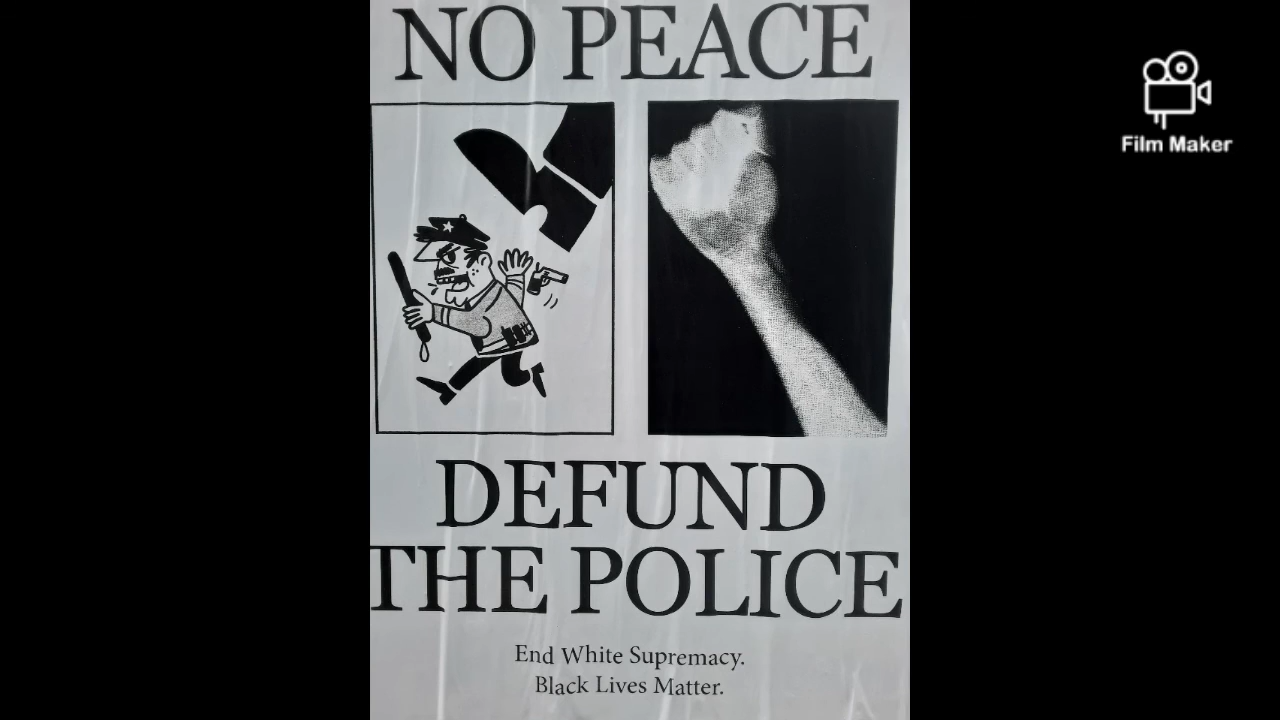 NO PEACE
Film Maker
DEFUND
THE POLICE
End White Supremacy.
Black Lives Matter.